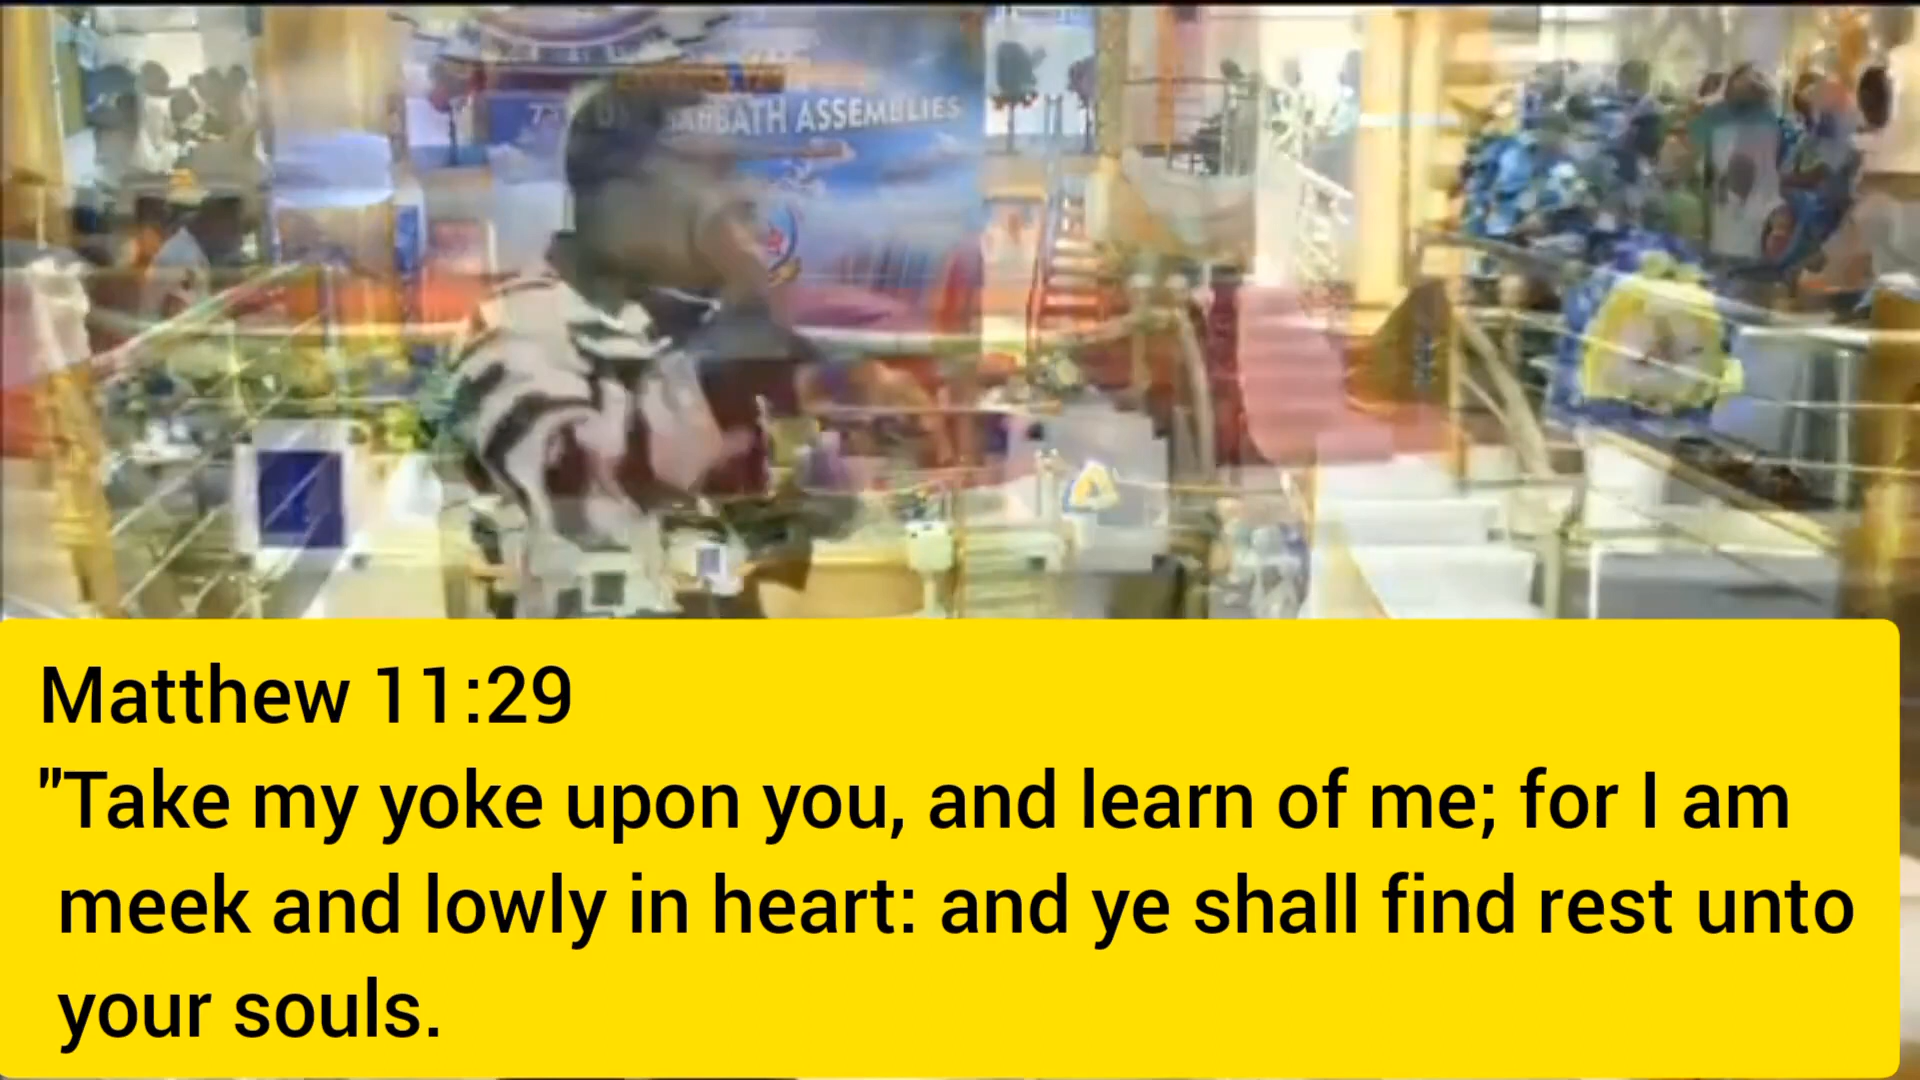 SABBATH ASSEMBLIES
Matthew 11:29
"Take my yoke upon you, and learn of me; for I am
meek and lowly in heart: and ye shall find rest unto
your souls.